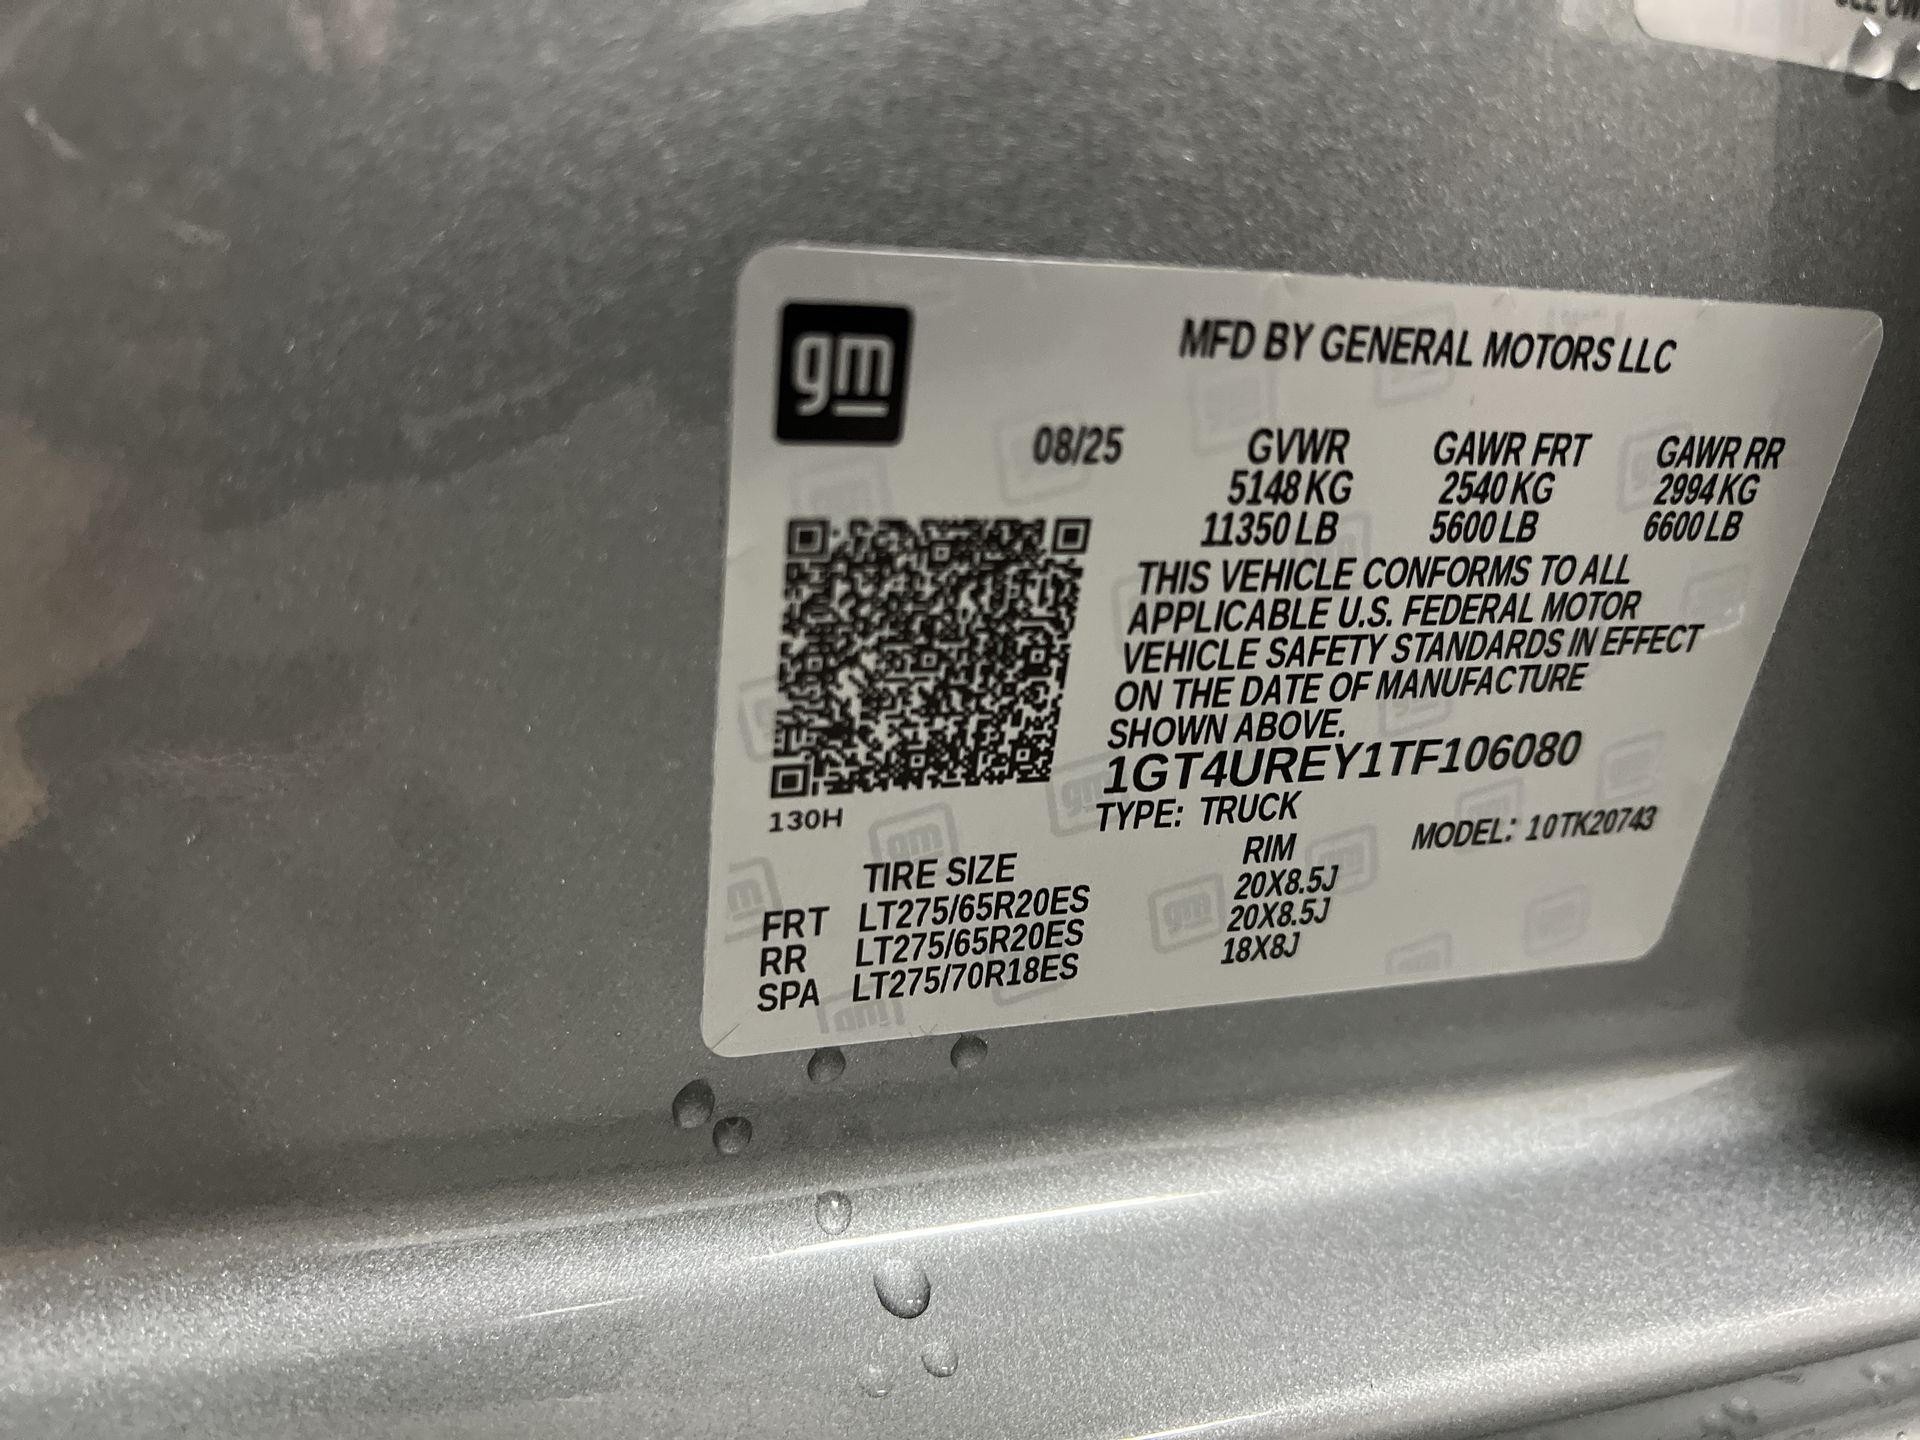 gm
MFD BY GENERAL MOTORS LLC
08/25 GVWR GAWR FRT GAWR RR
5148 KG 2540 KG 2994 KG
11350 LB 5600 LB 6600 LB
THIS VEHICLE CONFORMS TO ALL
APPLICABLE U.S. FEDERAL MOTOR
VEHICLE SAFETY STANDARDS IN EFFECT
ON THE DATE OF MANUFACTURE
SHOWN ABOVE.
1GT4UREY1TF106080
TYPE: TRUCK MODEL: 10TK20743
130H
TIRE SIZE RIM
FRT LT275/65R20ES 20X8.5J
RR LT275/65R20ES 20X8.5J
SPA LT275/70R18ES 18X8J